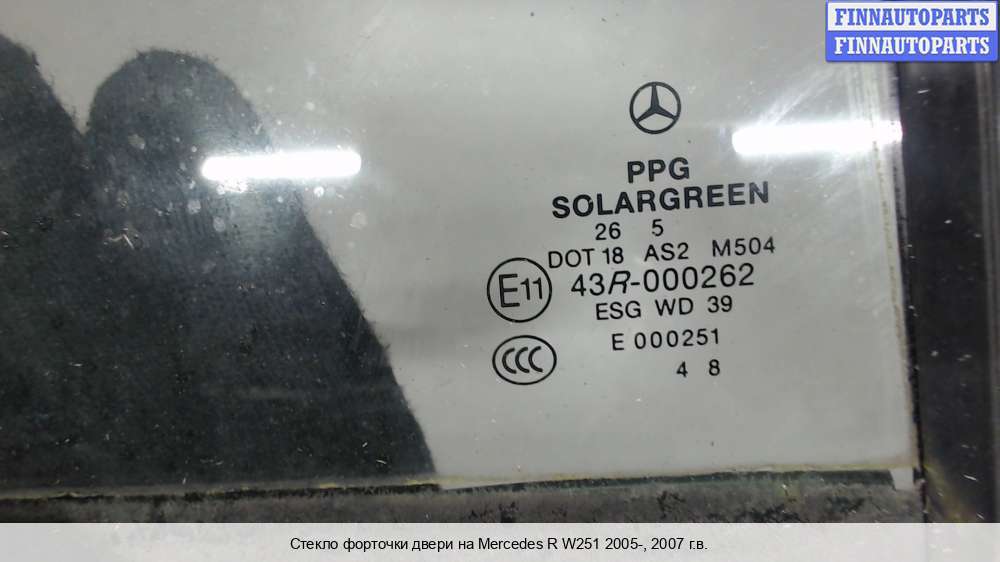 FINNAUTOPARTS
FINNAUTOPARTS
PPG
SOLARGREEN
26 5
DOT 18 AS2 M504
E11 43R-000262
ESG WD 39
E 000251
CCC
4 8
Стекло форточки двери на Mercedes R W251 2005-, 2007 г.в.